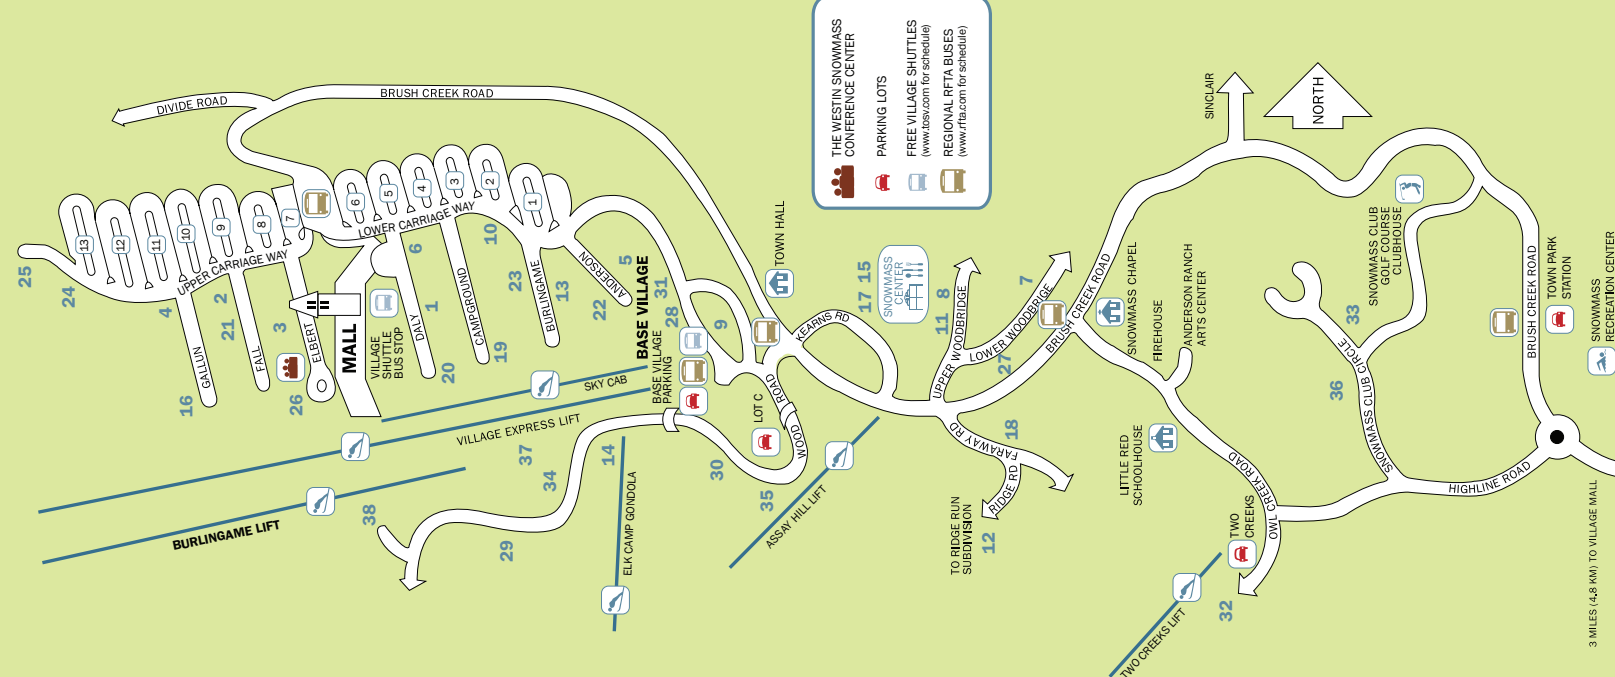 THE WESTIN SNOWMASS
CONFERENCE CENTER
PARKING LOTS
FREE VILLAGE SHUTTLES
(www.tosv.com for schedule)
REGIONAL RFTA BUSES
(www.rfta.com for schedule)
NORTH
SINCLAIR
DIVIDE ROAD
BRUSH CREEK ROAD
25
24
13
12
11
10
9
8
7
6
5
4
3
2
1
UPPER CARRIAGE WAY
LOWER CARRIAGE WAY
4
2
21
3
16
GALLUN
FALL
ELBERT
26
MALL
VILLAGE
SHUTTLE
BUS STOP
6
1
DALY
20
CAMPGROUND
19
10
23
BURLINGAME
13
22
ANDERSON
5
BASE VILLAGE
31
28
9
BASE VILLAGE
PARKING
SKY CAB
VILLAGE EXPRESS LIFT
BURLINGAME LIFT
38
37
34
29
14
ELK CAMP GONDOLA
30
35
LOT C
WOOD
ROAD
TOWN HALL
KEARNS RD
17
15
SNOWMASS
CENTER
11
8
7
UPPER WOODBRIDGE
LOWER WOODBRIGE
27
BRUSH CREEK ROAD
ASSAY HILL LIFT
FARAWAY RD
18
RIDGE RD
TO RIDGE RUN
SUBDIVISION
12
SNOWMASS CHAPEL
FIREHOUSE
ANDERSON RANCH
ARTS CENTER
LITTLE RED
SCHOOLHOUSE
OWL CREEK ROAD
TWO
CREEKS
32
TWO CREEKS LIFT
SNOWMASS CLUB
GOLF COURSE
CLUBHOUSE
33
36
SNOWMASS CLUB CIRCLE
HIGHLINE ROAD
BRUSH CREEK ROAD
TOWN PARK
STATION
SNOWMASS
RECREATION CENTER
3 MILES (4.8 KM) TO VILLAGE MALL